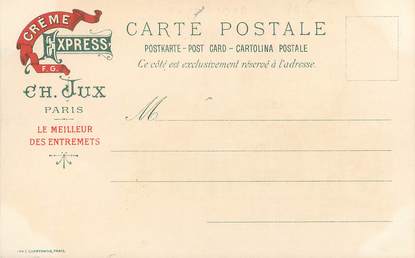 CRÈME
EXPRESS
F. G.
CH. JUX
PARIS
LE MEILLEUR
DES ENTREMETS
CARTE POSTALE
POSTKARTE - POST CARD - CARTOLINA POSTALE
Ce côté est exclusivement réservé à l'adresse.
M